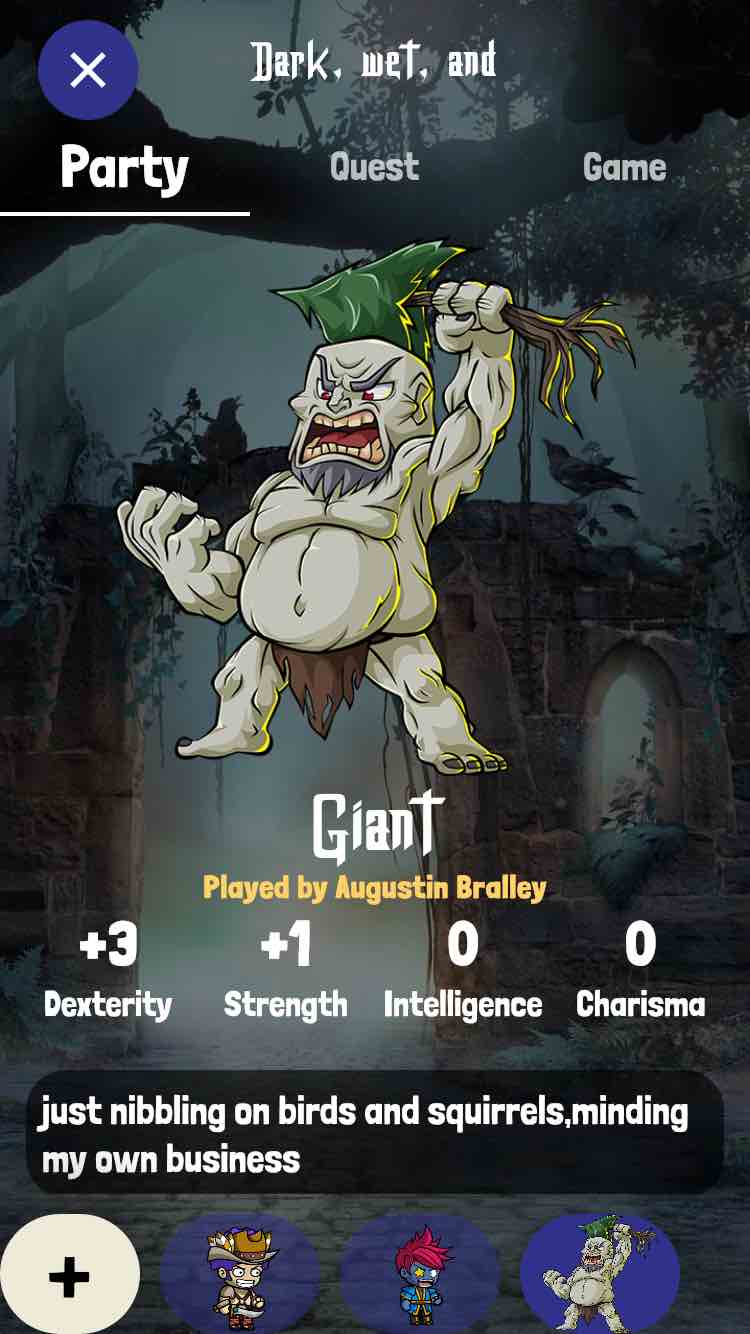 Dark, wet, and
Party Quest Game
Giant
Played by Augustin Bralley
+3 +1 0 0
Dexterity Strength Intelligence Charisma
just nibbling on birds and squirrels,minding
my own business
+